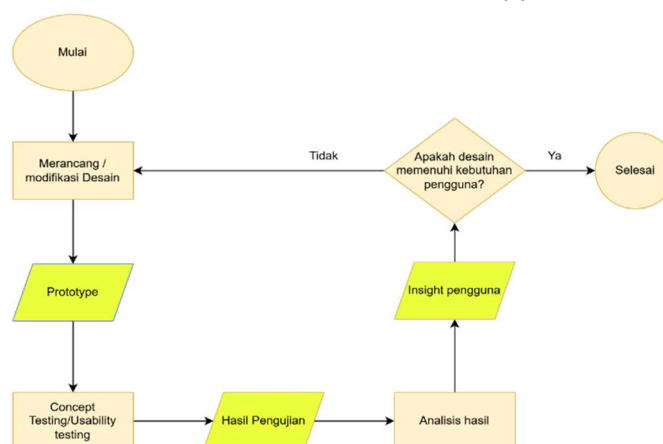 Mulai
Merancang /
modifikasi Desain
Tidak
Apakah desain
memenuhi kebutuhan
pengguna?
Ya
Selesai
Prototype
Insight pengguna
Concept
Testing/Usability
testing
Hasil Pengujian
Analisis hasil